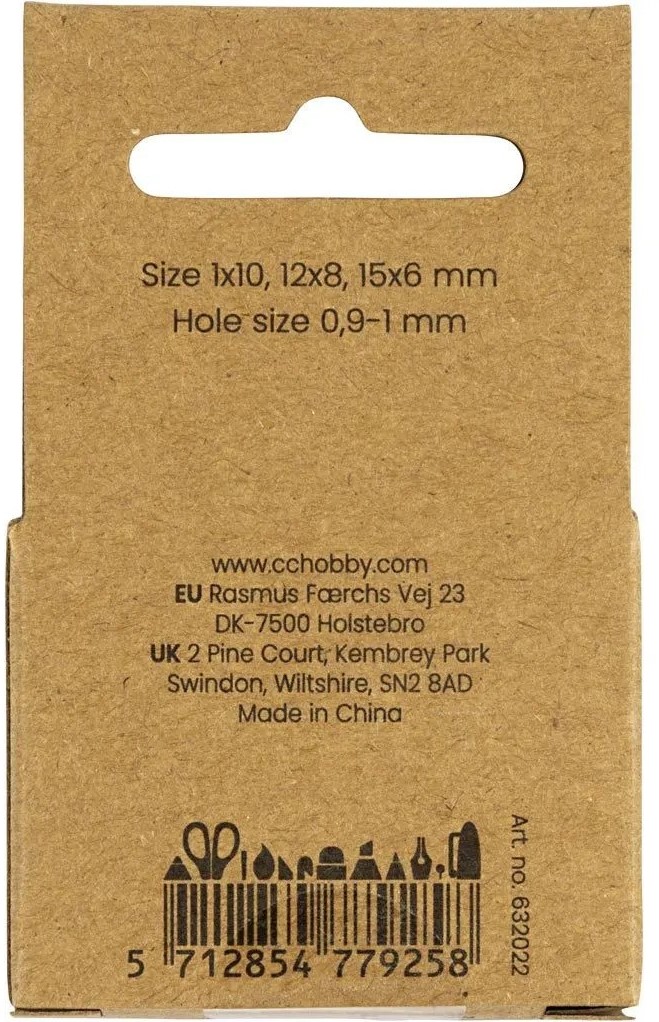 Size 1x10, 12x8, 15x6 mm
Hole size 0,9-1 mm
www.cchobby.com
EU Rasmus Færchs Vej 23
DK-7500 Holstebro
UK 2 Pine Court, Kembrey Park
Swindon, Wiltshire, SN2 8AD
Made in China
Art. no. 632022
5 712854 779258